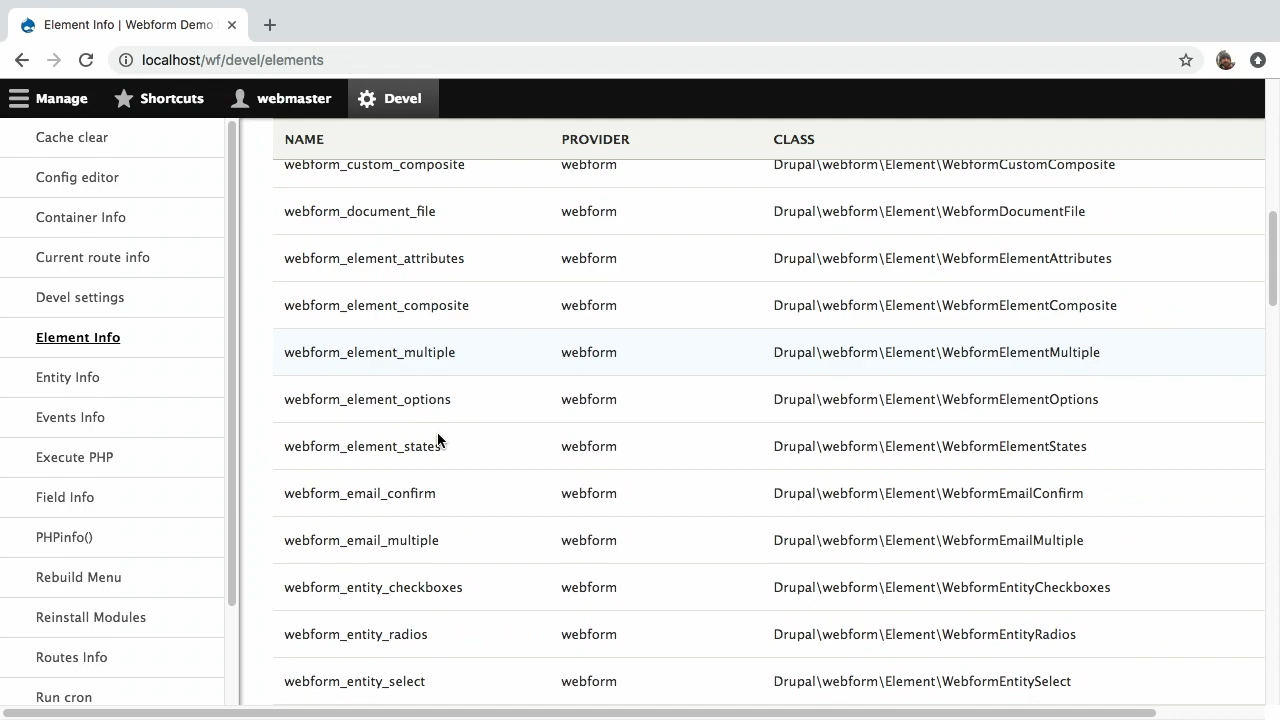 Element Info | Webform Demo
localhost/wf/devel/elements
Manage Shortcuts webmaster Devel
Cache clear
Config editor
Container Info
Current route info
Devel settings
Element Info
Entity Info
Events Info
Execute PHP
Field Info
PHPinfo()
Rebuild Menu
Reinstall Modules
Routes Info
Run cron
NAME PROVIDER CLASS
webform_custom_composite webform Drupal\webform\Element\WebformCustomComposite
webform_document_file webform Drupal\webform\Element\WebformDocumentFile
webform_element_attributes webform Drupal\webform\Element\WebformElementAttributes
webform_element_composite webform Drupal\webform\Element\WebformElementComposite
webform_element_multiple webform Drupal\webform\Element\WebformElementMultiple
webform_element_options webform Drupal\webform\Element\WebformElementOptions
webform_element_states webform Drupal\webform\Element\WebformElementStates
webform_email_confirm webform Drupal\webform\Element\WebformEmailConfirm
webform_email_multiple webform Drupal\webform\Element\WebformEmailMultiple
webform_entity_checkboxes webform Drupal\webform\Element\WebformEntityCheckboxes
webform_entity_radios webform Drupal\webform\Element\WebformEntityRadios
webform_entity_select webform Drupal\webform\Element\WebformEntitySelect